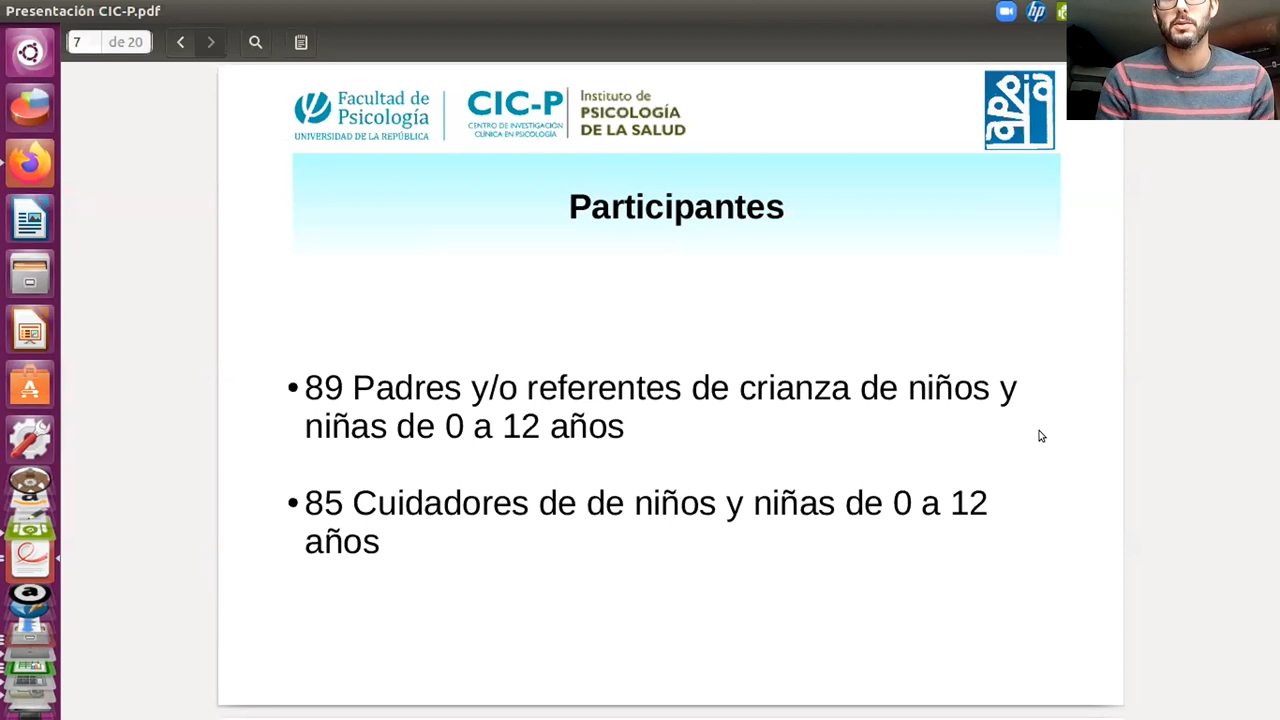 Presentación CIC-P.pdf
7
de 20
hp
Facultad de
Psicología
UNIVERSIDAD DE LA REPÚBLICA
CIC-P
CENTRO DE INVESTIGACIÓN
CLÍNICA EN PSICOLOGÍA
Instituto de
PSICOLOGÍA
DE LA SALUD
appia
Participantes
• 89 Padres y/o referentes de crianza de niños y
niñas de 0 a 12 años
• 85 Cuidadores de de niños y niñas de 0 a 12
años